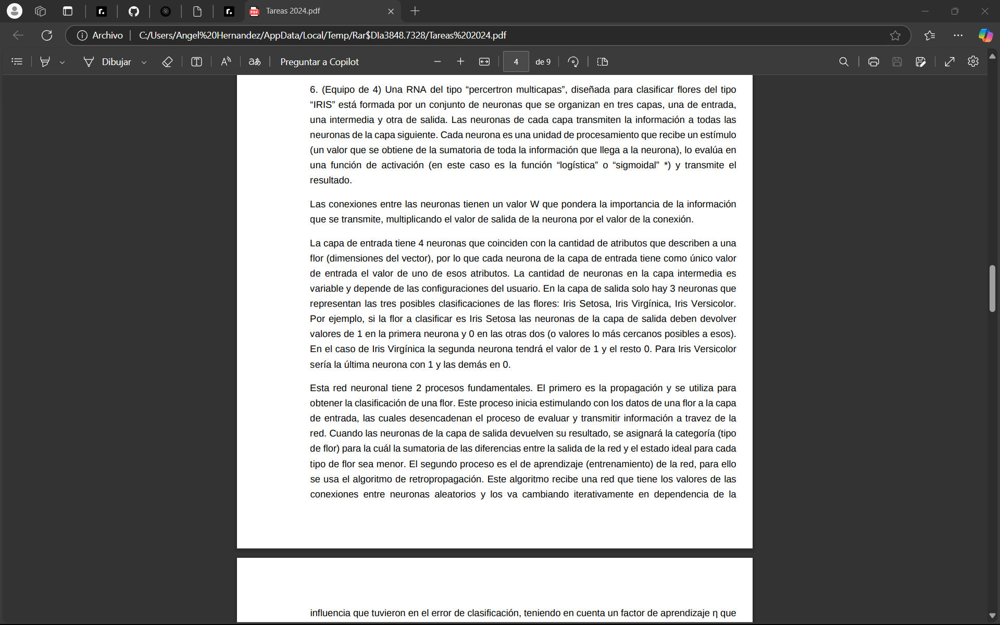 Tareas 2024.pdf
Archivo
C:/Users/Angel%20Hernandez/AppData/Local/Temp/Rar$DIa3848.7328/Tareas%202024.pdf
Dibujar
Preguntar a Copilot
4
de 9
6. (Equipo de 4) Una RNA del tipo “percertron multicapas”, diseñada para clasificar flores del tipo
“IRIS” está formada por un conjunto de neuronas que se organizan en tres capas, una de entrada,
una intermedia y otra de salida. Las neuronas de cada capa transmiten la información a todas las
neuronas de la capa siguiente. Cada neurona es una unidad de procesamiento que recibe un estímulo
(un valor que se obtiene de la sumatoria de toda la información que llega a la neurona), lo evalúa en
una función de activación (en este caso es la función “logística” o “sigmoidal” *) y transmite el
resultado.
Las conexiones entre las neuronas tienen un valor W que pondera la importancia de la información
que se transmite, multiplicando el valor de salida de la neurona por el valor de la conexión.
La capa de entrada tiene 4 neuronas que coinciden con la cantidad de atributos que describen a una
flor (dimensiones del vector), por lo que cada neurona de la capa de entrada tiene como único valor
de entrada el valor de uno de esos atributos. La cantidad de neuronas en la capa intermedia es
variable y depende de las configuraciones del usuario. En la capa de salida solo hay 3 neuronas que
representan las tres posibles clasificaciones de las flores: Iris Setosa, Iris Virgínica, Iris Versicolor.
Por ejemplo, si la flor a clasificar es Iris Setosa las neuronas de la capa de salida deben devolver
valores de 1 en la primera neurona y 0 en las otras dos (o valores lo más cercanos posibles a esos).
En el caso de Iris Virgínica la segunda neurona tendrá el valor de 1 y el resto 0. Para Iris Versicolor
sería la última neurona con 1 y las demás en 0.
Esta red neuronal tiene 2 procesos fundamentales. El primero es la propagación y se utiliza para
obtener la clasificación de una flor. Este proceso inicia estimulando con los datos de una flor a la capa
de entrada, las cuales desencadenan el proceso de evaluar y transmitir información a travez de la
red. Cuando las neuronas de la capa de salida devuelven su resultado, se asignará la categoría (tipo
de flor) para la cuál la sumatoria de las diferencias entre la salida de la red y el estado ideal para cada
tipo de flor sea menor. El segundo proceso es el de aprendizaje (entrenamiento) de la red, para ello
se usa el algoritmo de retropropagación. Este algoritmo recibe una red que tiene los valores de las
conexiones entre neuronas aleatorios y los va cambiando iterativamente en dependencia de la
influencia que tuvieron en el error de clasificación, teniendo en cuenta un factor de aprendizaje η que